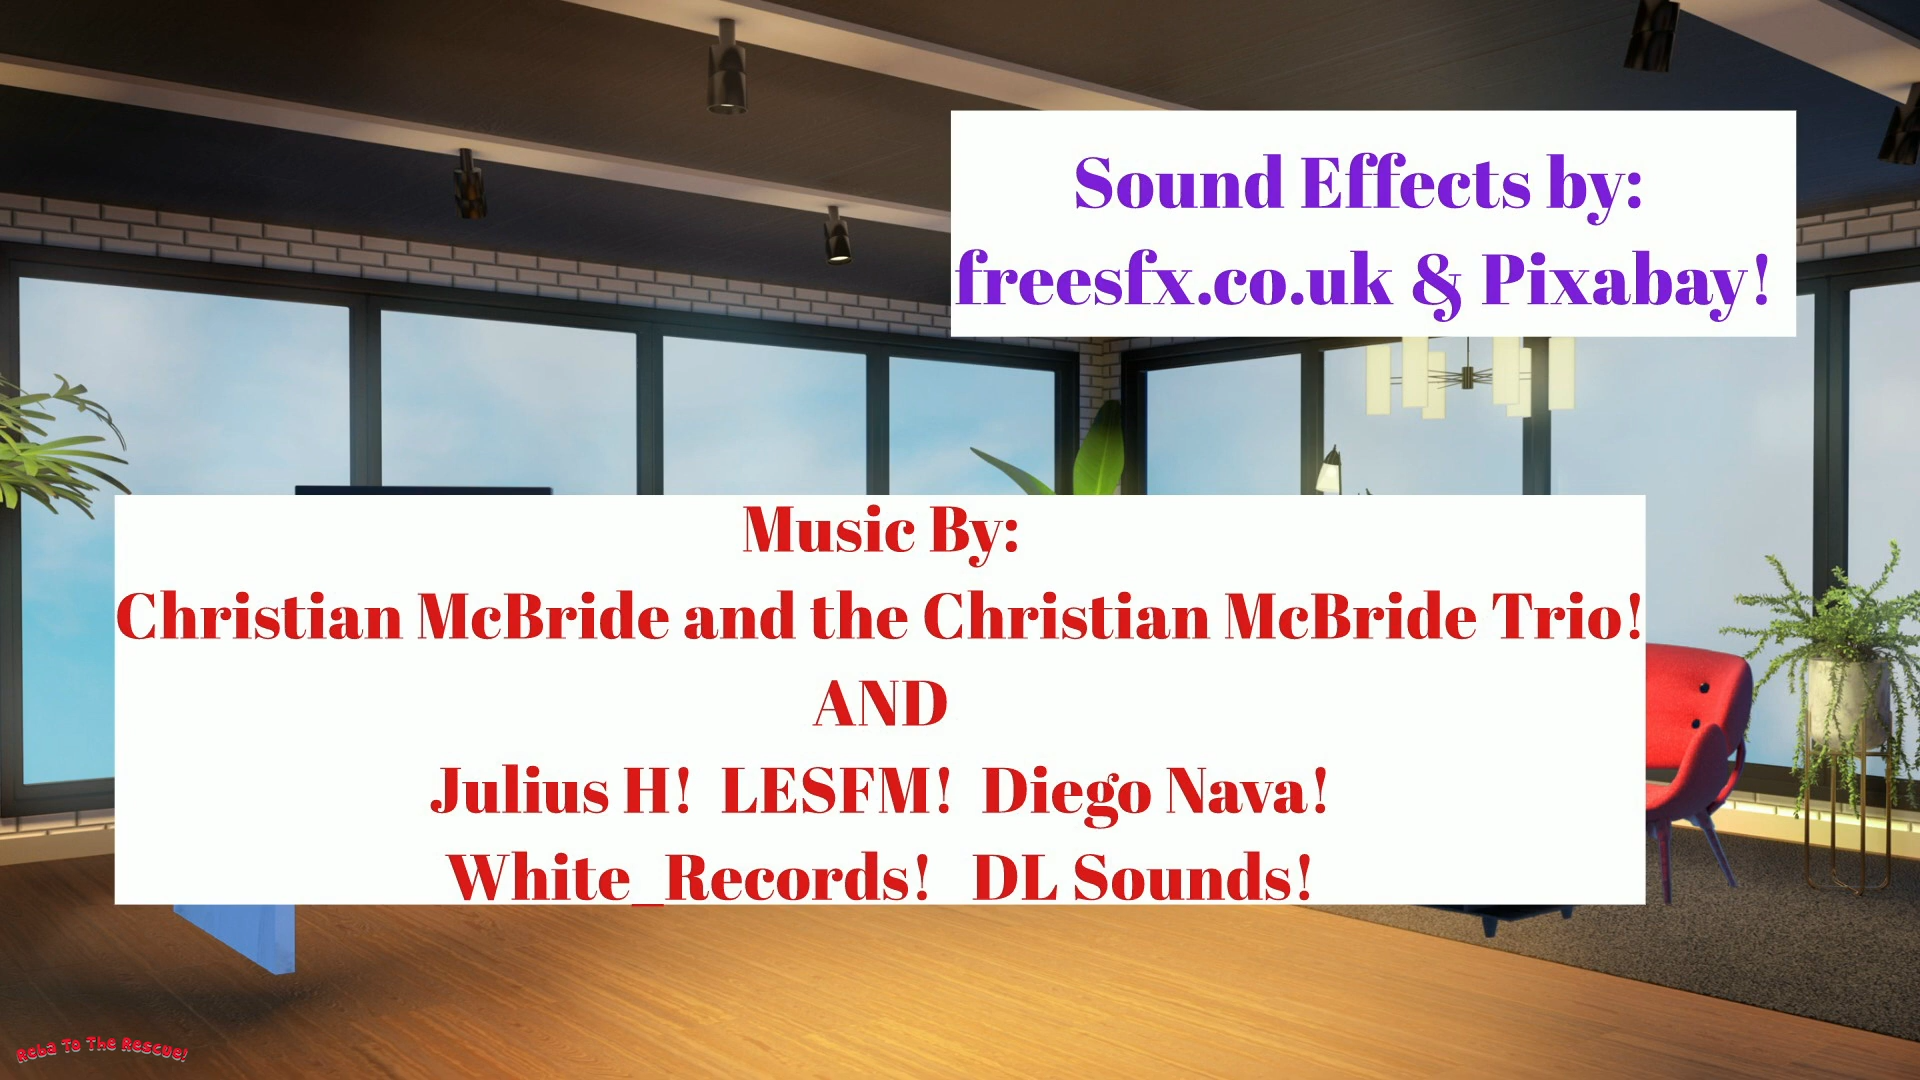 Sound Effects by:
freesfx.co.uk & Pixabay!
Music By:
Christian McBride and the Christian McBride Trio!
AND
Julius H!  LESFM!  Diego Nava!
White_Records!  DL Sounds!
Reba To The Rescue!